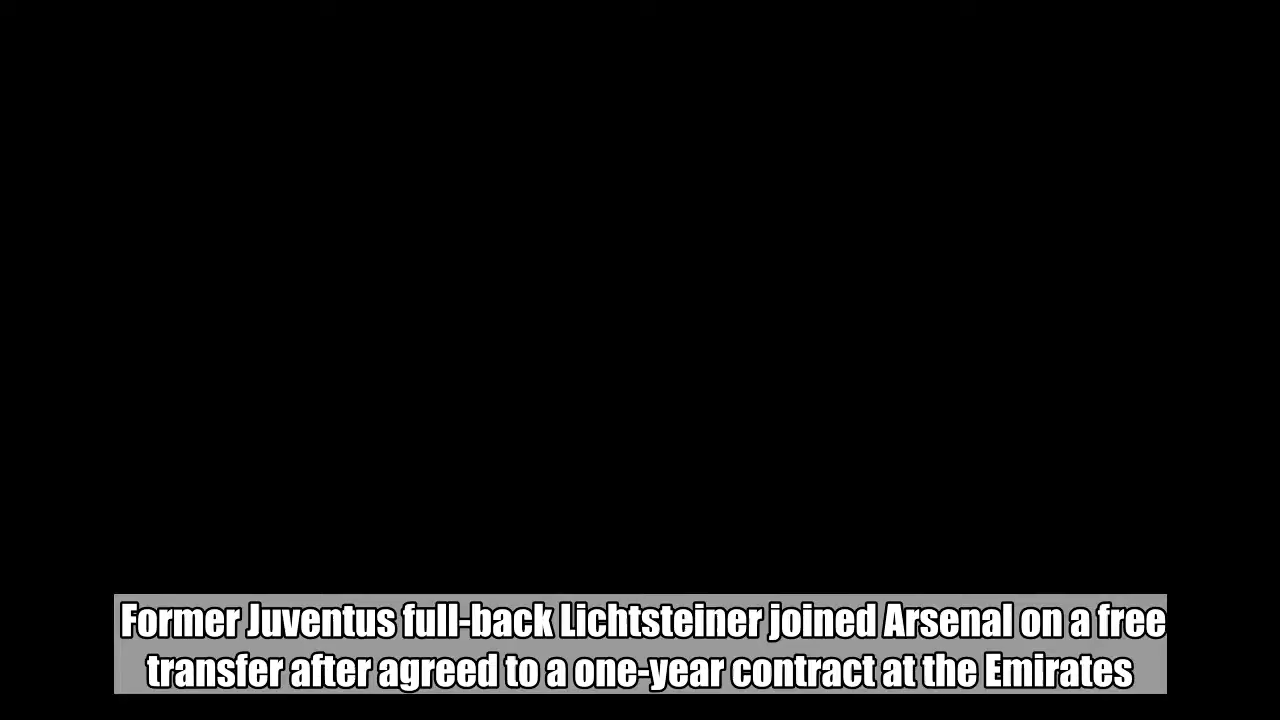 Former Juventus full-back Lichtsteiner joined Arsenal on a free
transfer after agreed to a one-year contract at the Emirates